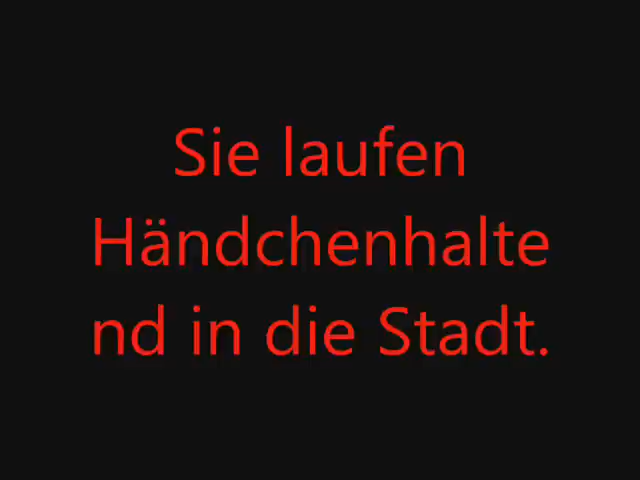 Sie laufen
Händchenhalte
nd in die Stadt.